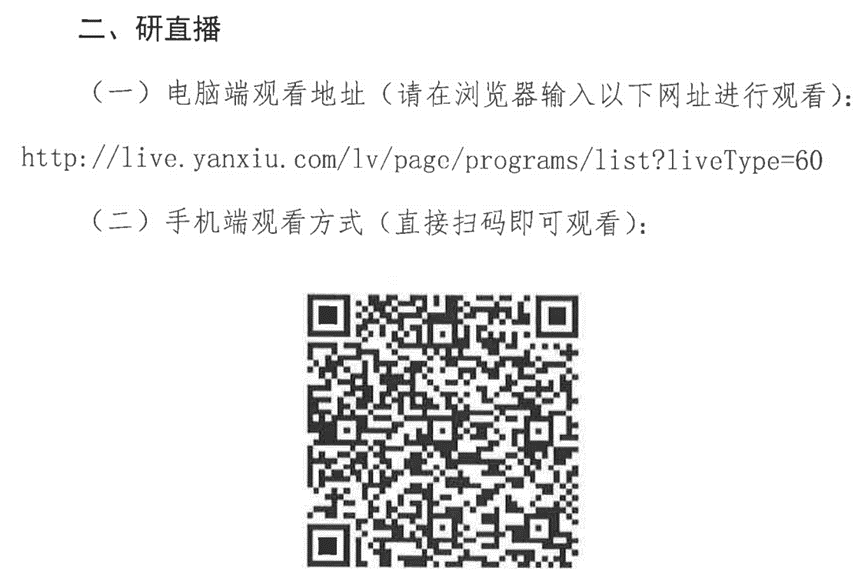 二、研直播
（一）电脑端观看地址（请在浏览器输入以下网址进行观看）：
http://live.yanxiu.com/lv/page/programs/list?liveType=60
（二）手机端观看方式（直接扫码即可观看）：